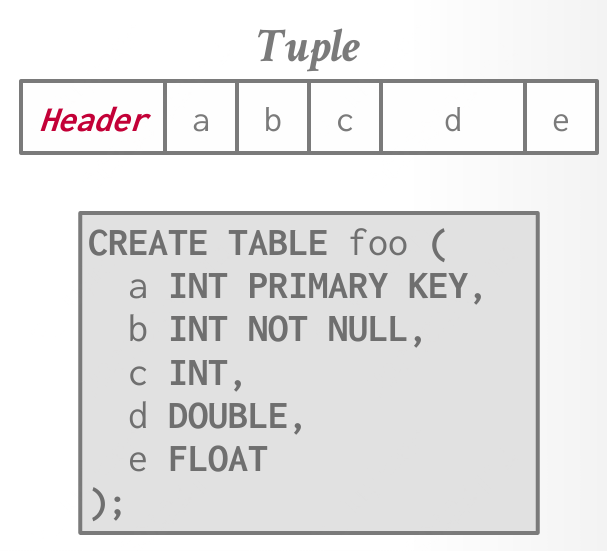 Tuple
Header a b c d e
CREATE TABLE foo (
a INT PRIMARY KEY,
b INT NOT NULL,
c INT,
d DOUBLE,
e FLOAT
);